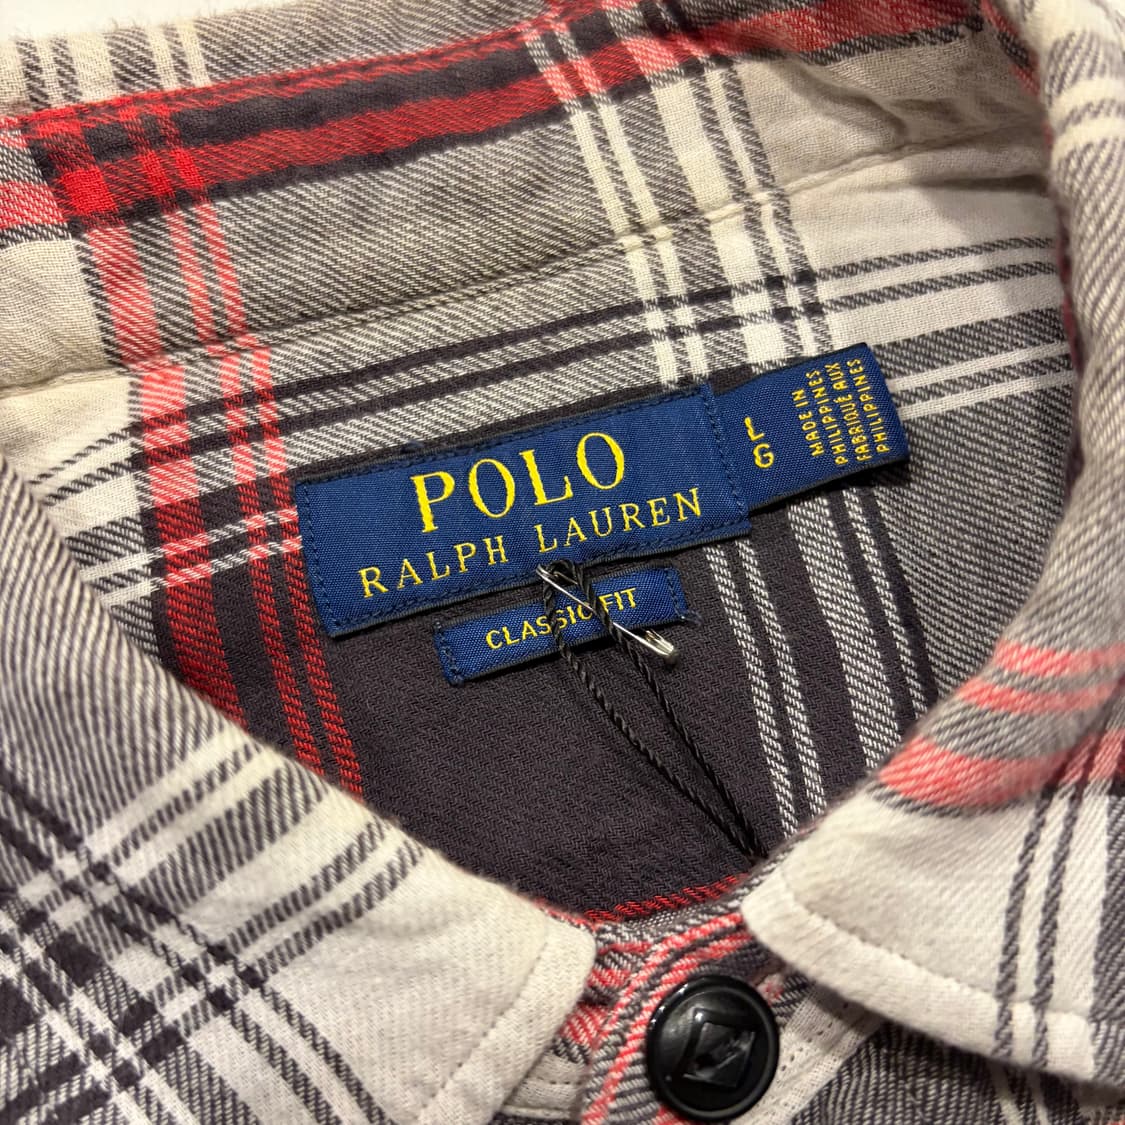 POLO
RALPH LAUREN
CLASSIC FIT
L
G
MADE IN
PHILIPPINES
FABRIQUÉ AUX
PHILIPPINES